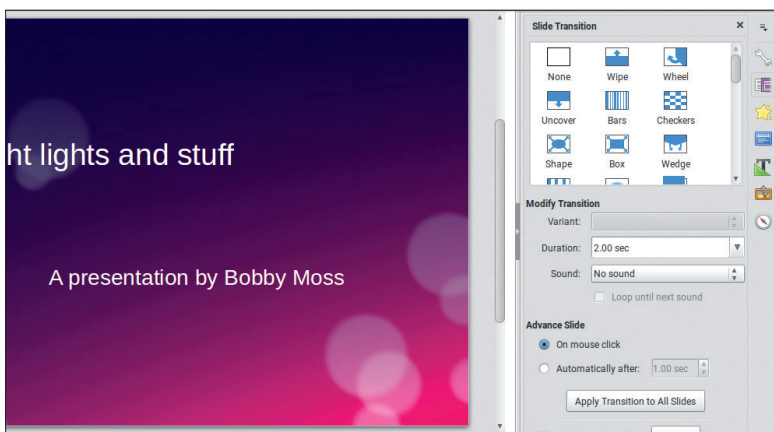 ht lights and stuff
A presentation by Bobby Moss
Slide Transition
None Wipe Wheel
Uncover Bars Checkers
Shape Box Wedge
Modify Transition
Variant:
Duration: 2.00 sec
Sound: No sound
Loop until next sound
Advance Slide
On mouse click
Automatically after: 1.00 sec
Apply Transition to All Slides